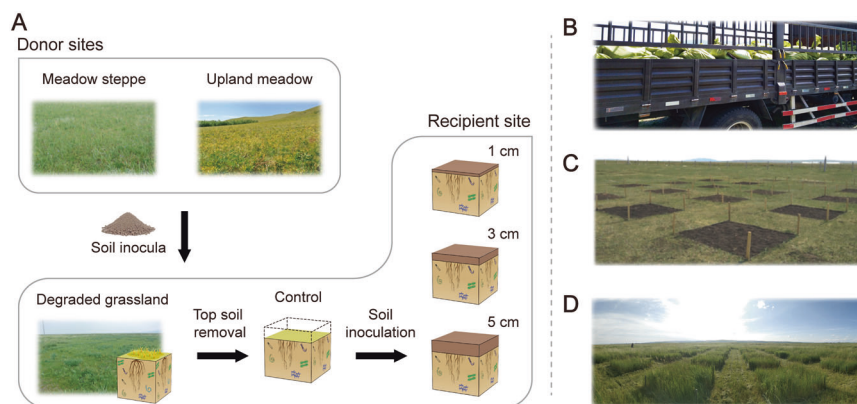 A
Donor sites
Meadow steppe
Upland meadow
Recipient site
1 cm
3 cm
5 cm
Soil inocula
Degraded grassland
Top soil
removal
Control
Soil
inoculation
B
C
D